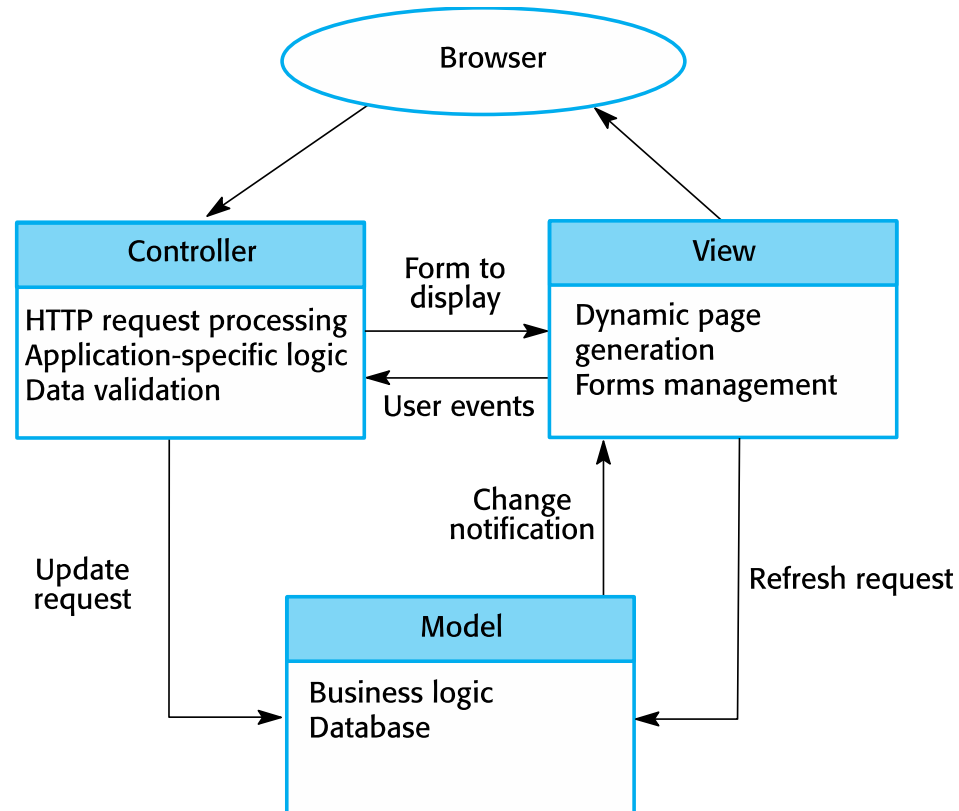 Browser
Controller
HTTP request processing
Application-specific logic
Data validation
Form to
display
User events
View
Dynamic page
generation
Forms management
Update
request
Change
notification
Refresh request
Model
Business logic
Database